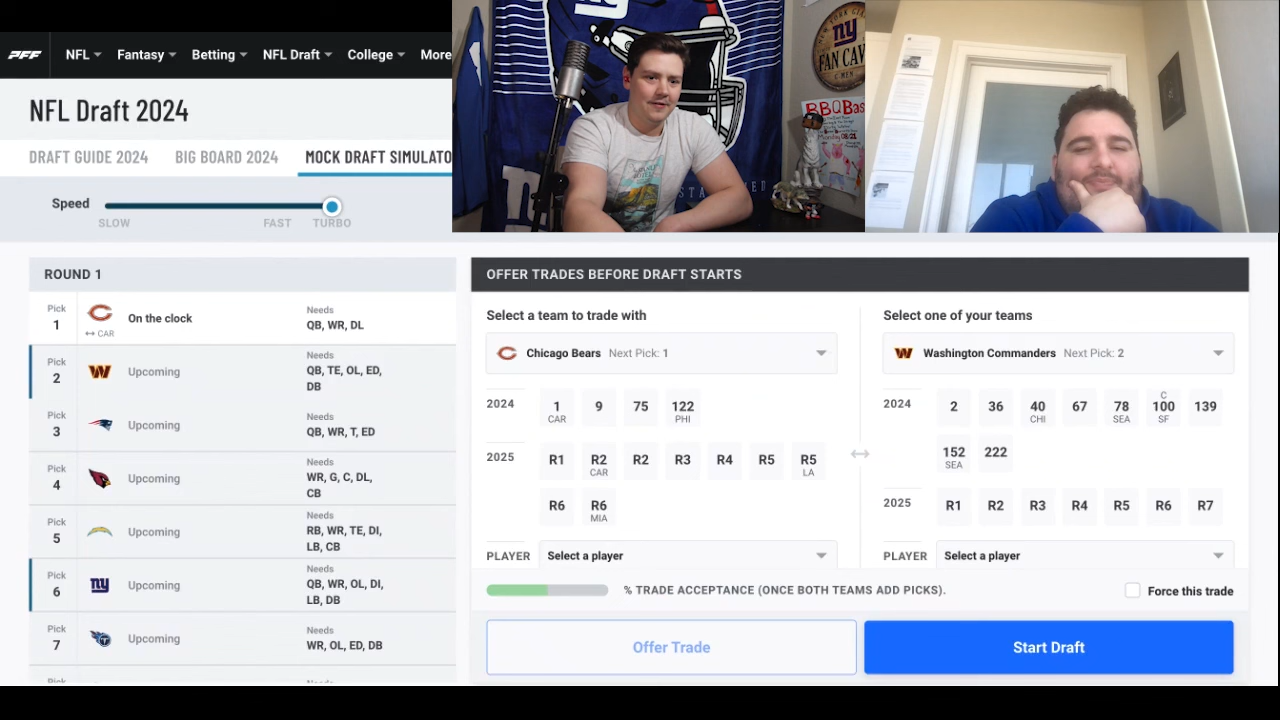 PFF
NFL
Fantasy
Betting
NFL Draft
College
More
NFL Draft 2024
DRAFT GUIDE 2024
BIG BOARD 2024
MOCK DRAFT SIMULATO
Speed
SLOW
FAST
TURBO
YORK
ny
FAN CAV
BBQ Bas
ROUND 1
Pick
1
CAR
On the clock
Needs
QB, WR, DL
Pick
2
W
Upcoming
Needs
QB, TE, OL, ED,
DB
Pick
3
Upcoming
Needs
QB, WR, T, ED
Pick
4
Upcoming
Needs
WR, G, C, DL,
CB
Pick
5
Upcoming
Needs
RB, WR, TE, DI,
LB, CB
Pick
6
ny
Upcoming
Needs
QB, WR, OL, DI,
LB, DB
Pick
7
Upcoming
Needs
WR, OL, ED, DB
Pick
Needs
OFFER TRADES BEFORE DRAFT STARTS
Select a team to trade with
Chicago Bears Next Pick: 1
2024
1 9 75 122
CAR PHI
2025
R1 R2 R2 R3 R4 R5 R5
CAR LA
R6 R6
MIA
PLAYER Select a player
Select one of your teams
W Washington Commanders Next Pick: 2
2024
C
2 36 40 67 78 100 139
CHI SEA SF
152 222
SEA
2025
R1 R2 R3 R4 R5 R6 R7
PLAYER Select a player
% TRADE ACCEPTANCE (ONCE BOTH TEAMS ADD PICKS).
Force this trade
Offer Trade
Start Draft